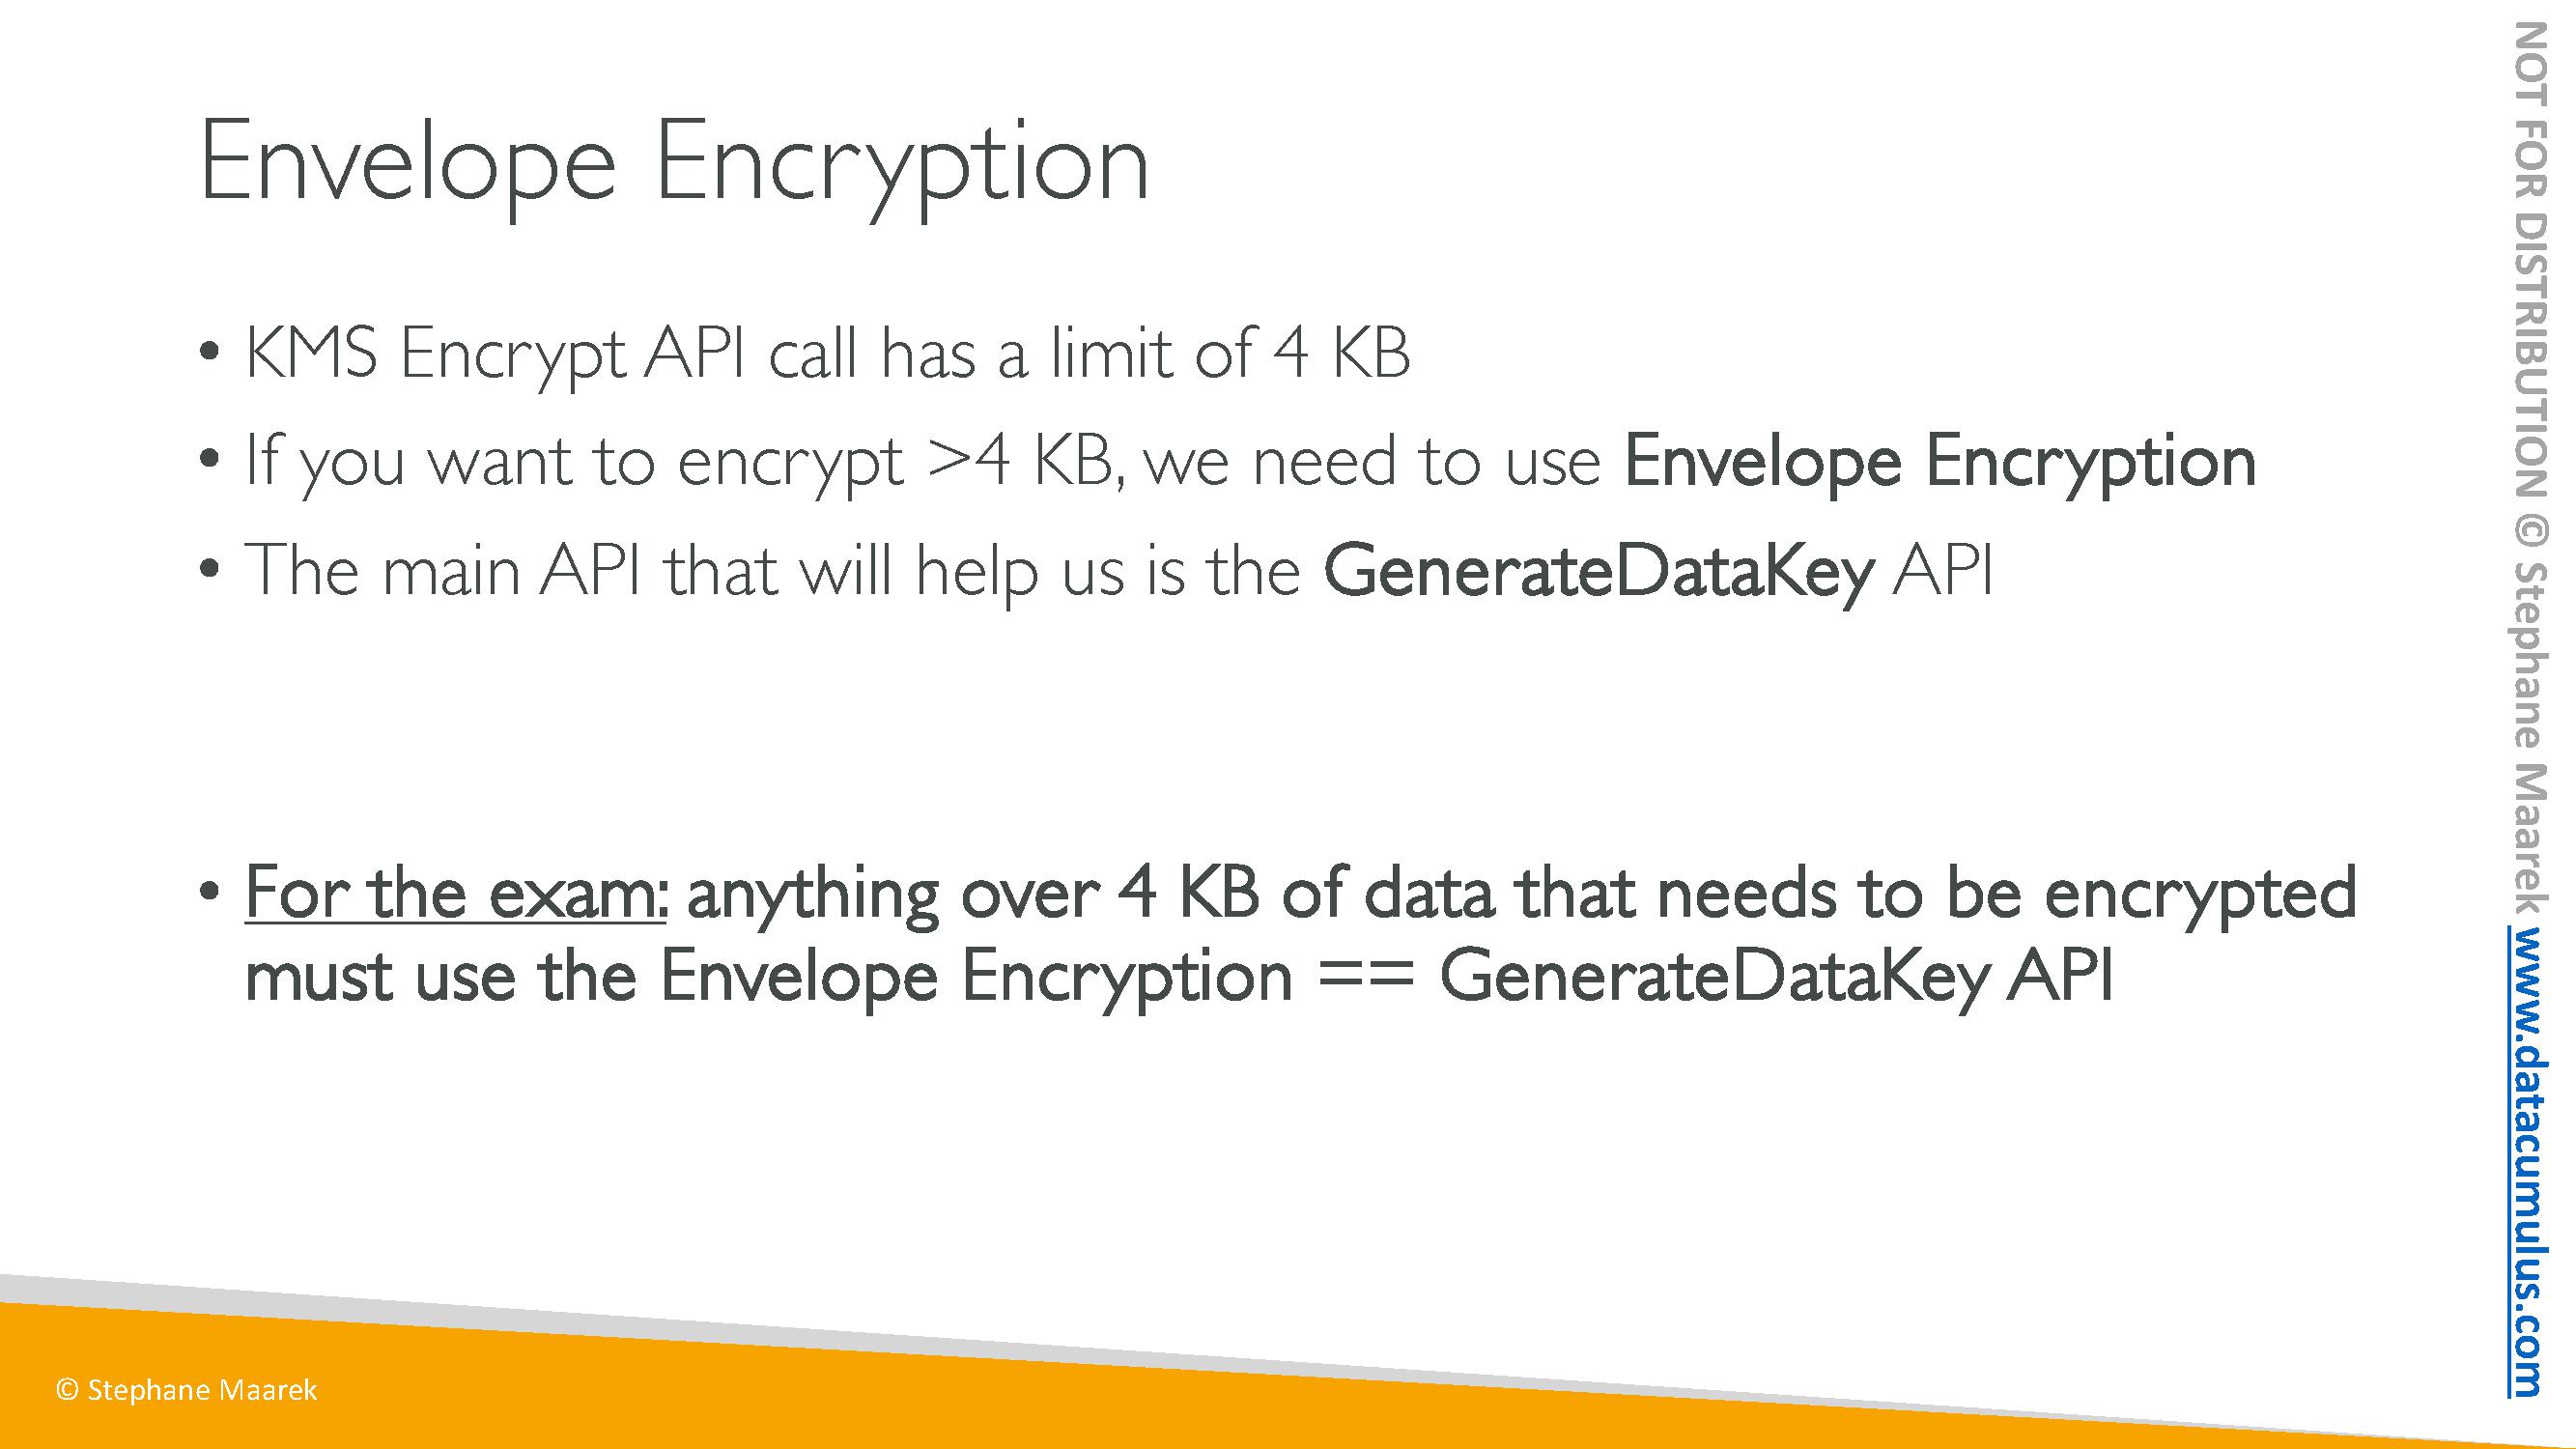 Envelope Encryption
• KMS Encrypt API call has a limit of 4 KB
• If you want to encrypt >4 KB, we need to use Envelope Encryption
• The main API that will help us is the GenerateDataKey API
• For the exam: anything over 4 KB of data that needs to be encrypted
must use the Envelope Encryption == GenerateDataKey API
© Stephane Maarek
NOT FOR DISTRIBUTION © Stephane Maarek www.datacumulus.com